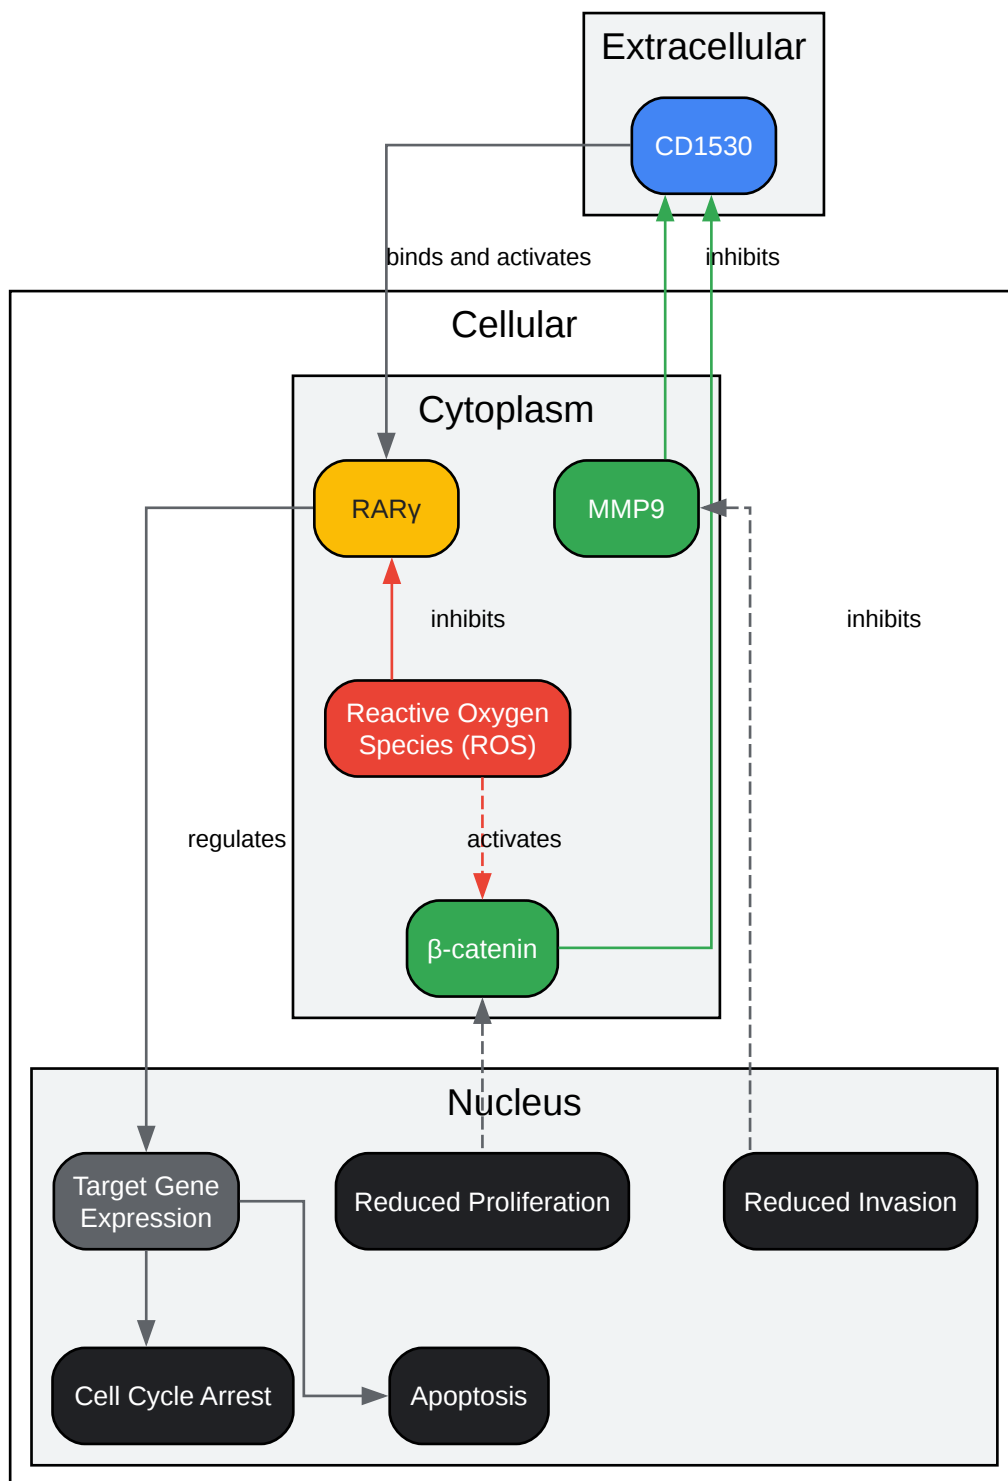 Extracellular
CD1530
binds and activates
inhibits
Cellular
Cytoplasm
RARγ
MMP9
inhibits
inhibits
Reactive Oxygen
Species (ROS)
regulates
activates
β-catenin
Nucleus
Target Gene
Expression
Reduced Proliferation
Reduced Invasion
Cell Cycle Arrest
Apoptosis